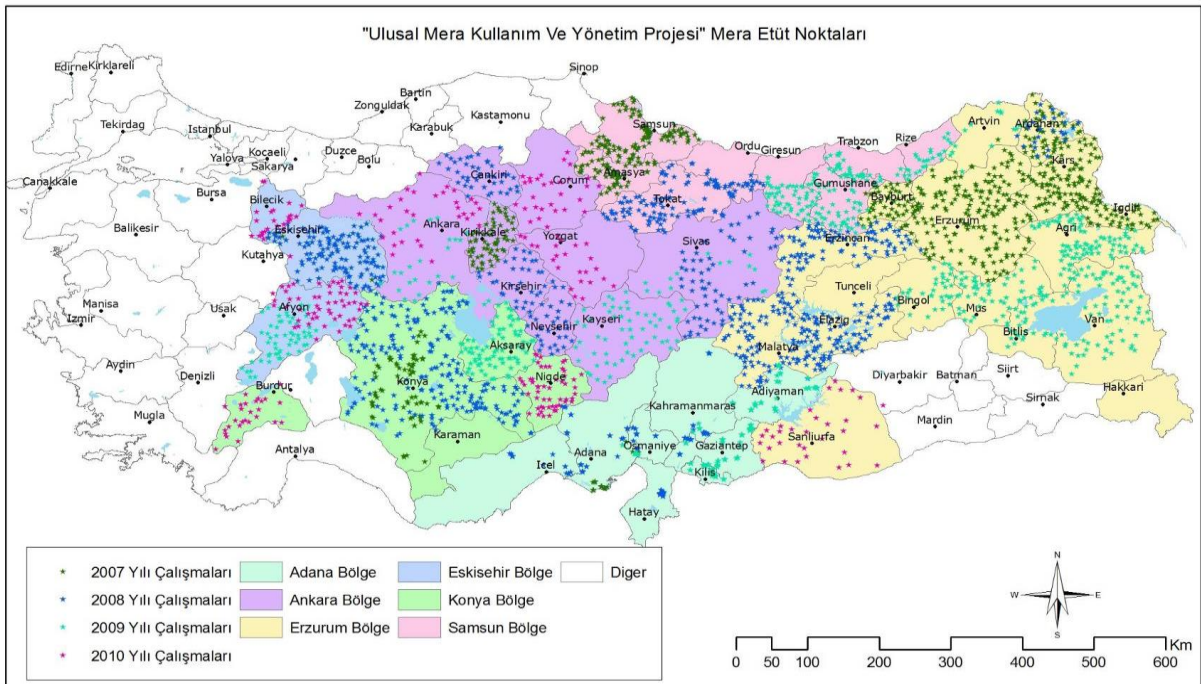 "Ulusal Mera Kullanım Ve Yönetim Projesi" Mera Etüt Noktaları
Sinop
Edirne
Kırklareli
Bartin
Zonguldak
Kastamonu
Samsun
Artvin
Ardahan
Tekirdag
Istanbul
Karabuk
Rize
Trabzon
Kars
Kocaeli
Duzce
Ordu
Giresun
Yalova
Sakarya
Bolu
Çankiri
Corum
Amasya
Gumushane
Canakkale
Bursa
Bilecik
Tokat
Bayburt
Igdir
Ankara
Kirikkale
Erzurum
Agri
Balikesir
Eskisehir
Yozgat
Sivas
Erzincan
Kutahya
Kirsehir
Tunceli
Manisa
Usak
Afyon
Bingol
Mus
Van
Izmir
Nevsehir
Kayseri
Elazig
Bitlis
Aksaray
Malatya
Aydin
Denizli
Burdur
Konya
Nigde
Adiyaman
Diyarbakir
Batman
Siirt
Hakkari
Sirnak
Mugla
Kahramanmaras
Mardin
Karaman
Osmaniye
Gaziantep
Sanliurfa
Antalya
Icel
Adana
Kilis
Hatay
2007 Yılı Çalışmaları
Adana Bölge
Eskisehir Bölge
Diger
2008 Yılı Çalışmaları
Ankara Bölge
Konya Bölge
2009 Yılı Çalışmaları
Erzurum Bölge
Samsun Bölge
2010 Yılı Çalışmaları
N
W
E
S
Km
0 50 100 200 300 400 500 600